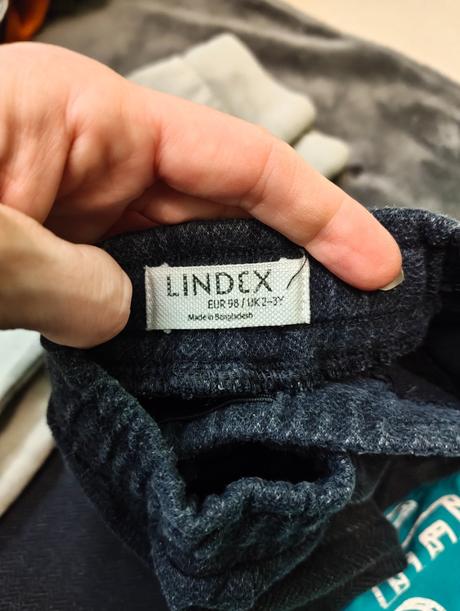 LINDEX
EUR 98 / UK 2-3Y
Made in Bangladesh